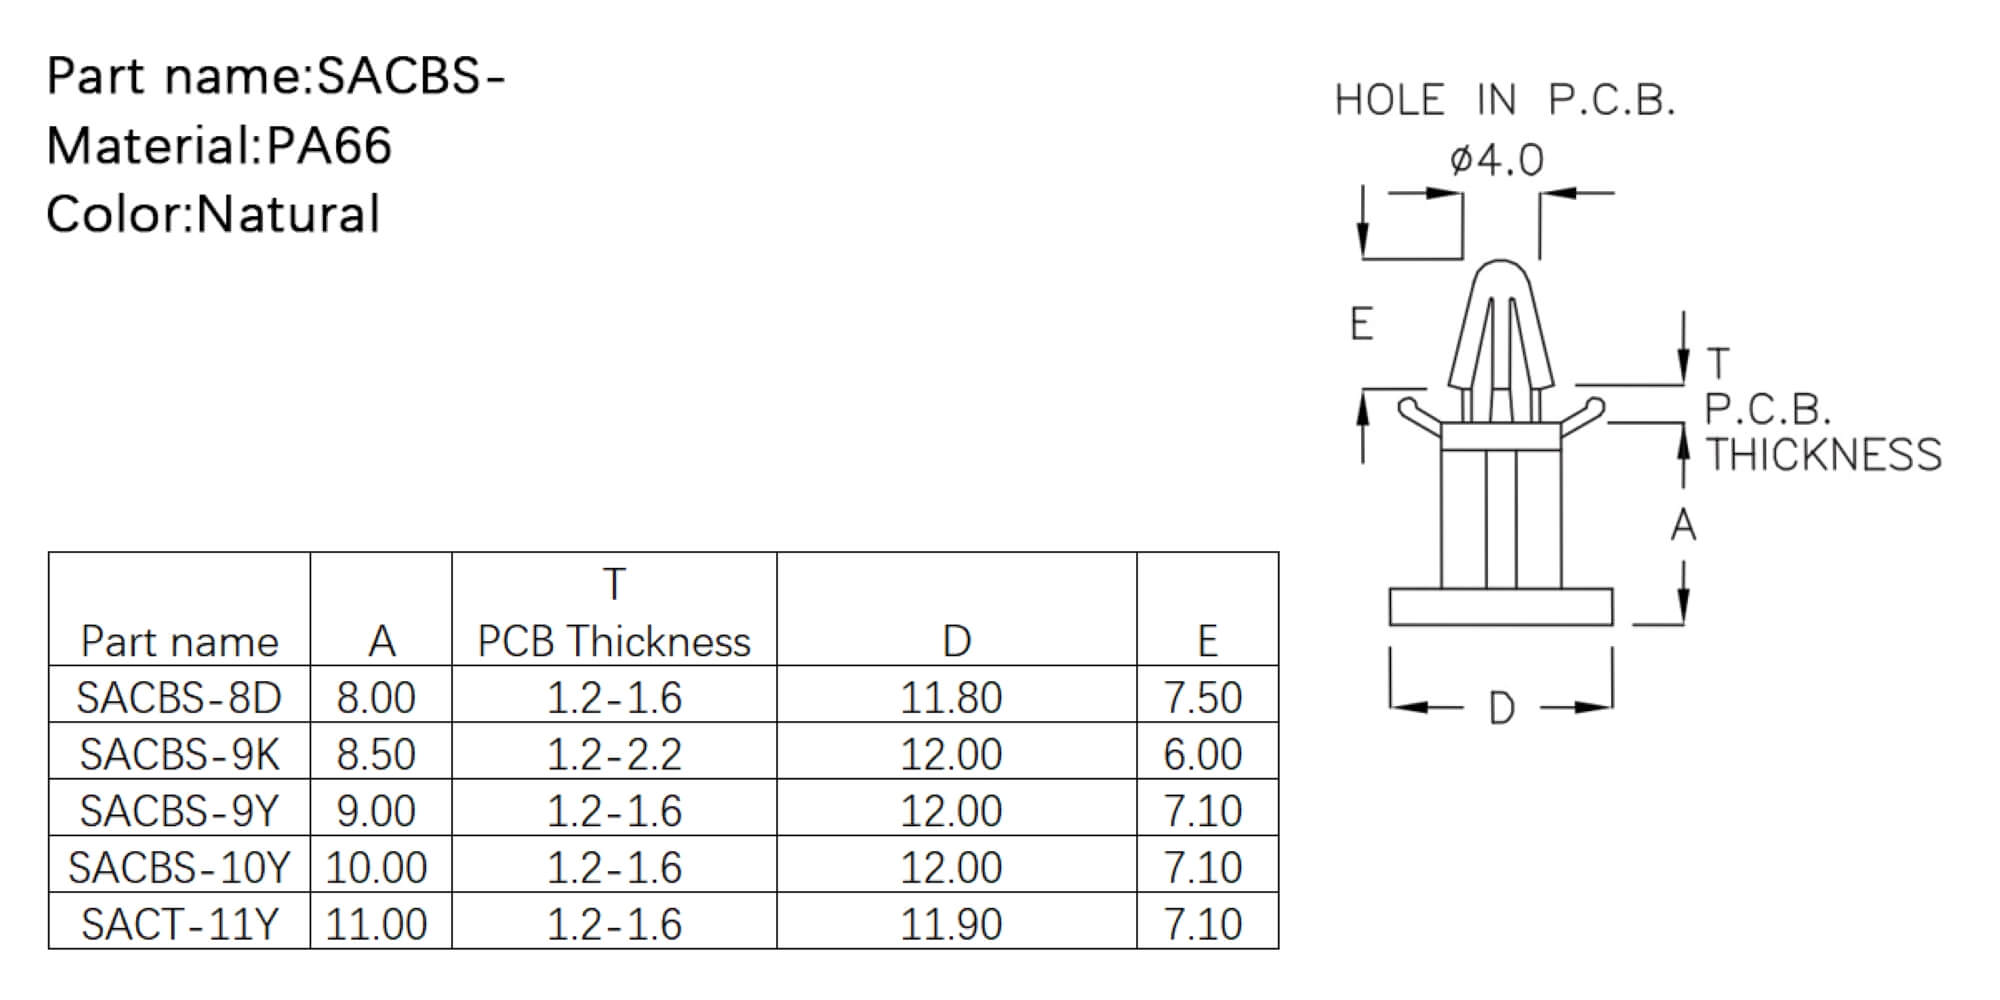 Part name:SACBS-
Material:PA66
Color:Natural
HOLE IN P.C.B.
ø4.0
E
T
P.C.B.
THICKNESS
A
D
T
Part name A PCB Thickness D E
SACBS-8D 8.00 1.2-1.6 11.80 7.50
SACBS-9K 8.50 1.2-2.2 12.00 6.00
SACBS-9Y 9.00 1.2-1.6 12.00 7.10
SACBS-10Y 10.00 1.2-1.6 12.00 7.10
SACT-11Y 11.00 1.2-1.6 11.90 7.10